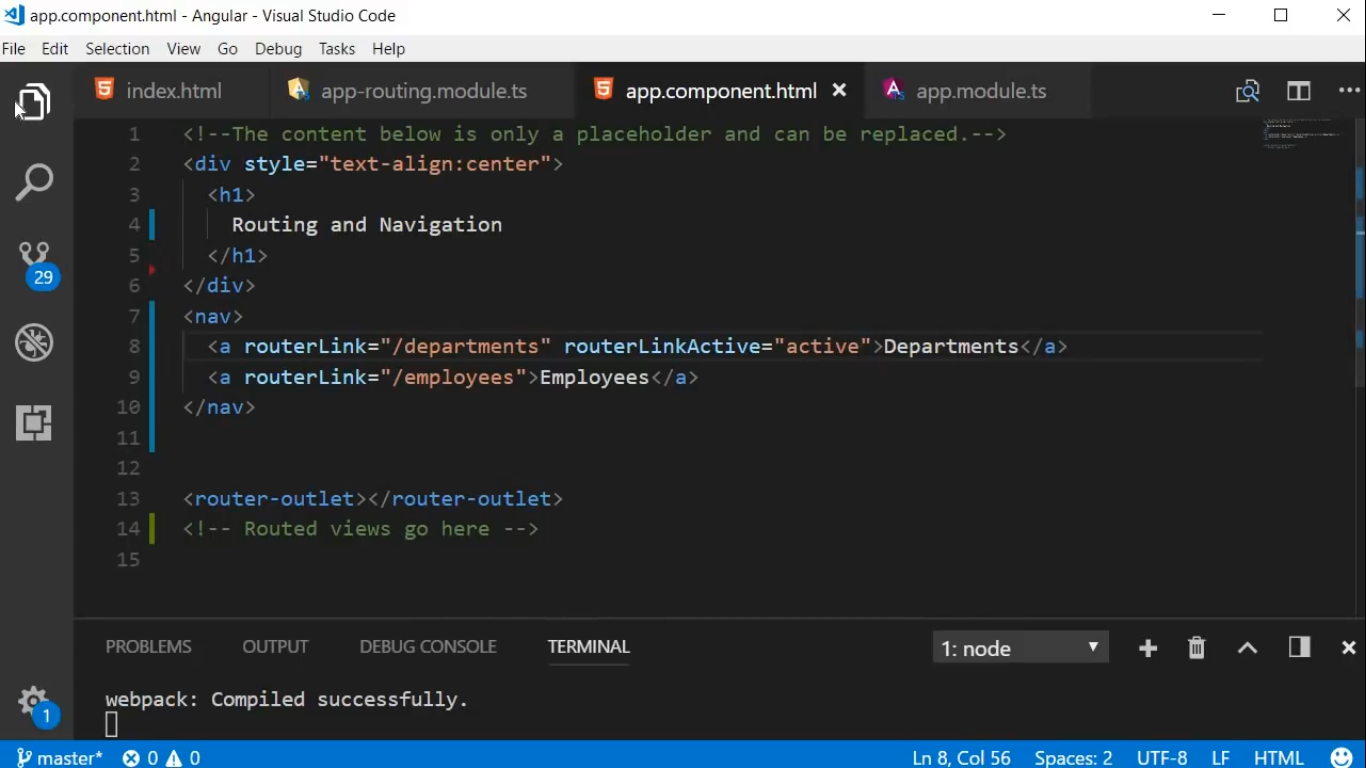 app.component.html - Angular - Visual Studio Code
File Edit Selection View Go Debug Tasks Help
index.html app-routing.module.ts app.component.html app.module.ts
1 <!--The content below is only a placeholder and can be replaced.-->
2 <div style="text-align:center">
3 <h1>
4 Routing and Navigation
5 </h1>
6 </div>
7 <nav>
8 <a routerLink="/departments" routerLinkActive="active">Departments</a>
9 <a routerLink="/employees">Employees</a>
10 </nav>
11
12
13 <router-outlet></router-outlet>
14 <!-- Routed views go here -->
15
29
PROBLEMS OUTPUT DEBUG CONSOLE TERMINAL 1: node
webpack: Compiled successfully.
1
master* 0 0 Ln 8, Col 56 Spaces: 2 UTF-8 LF HTML